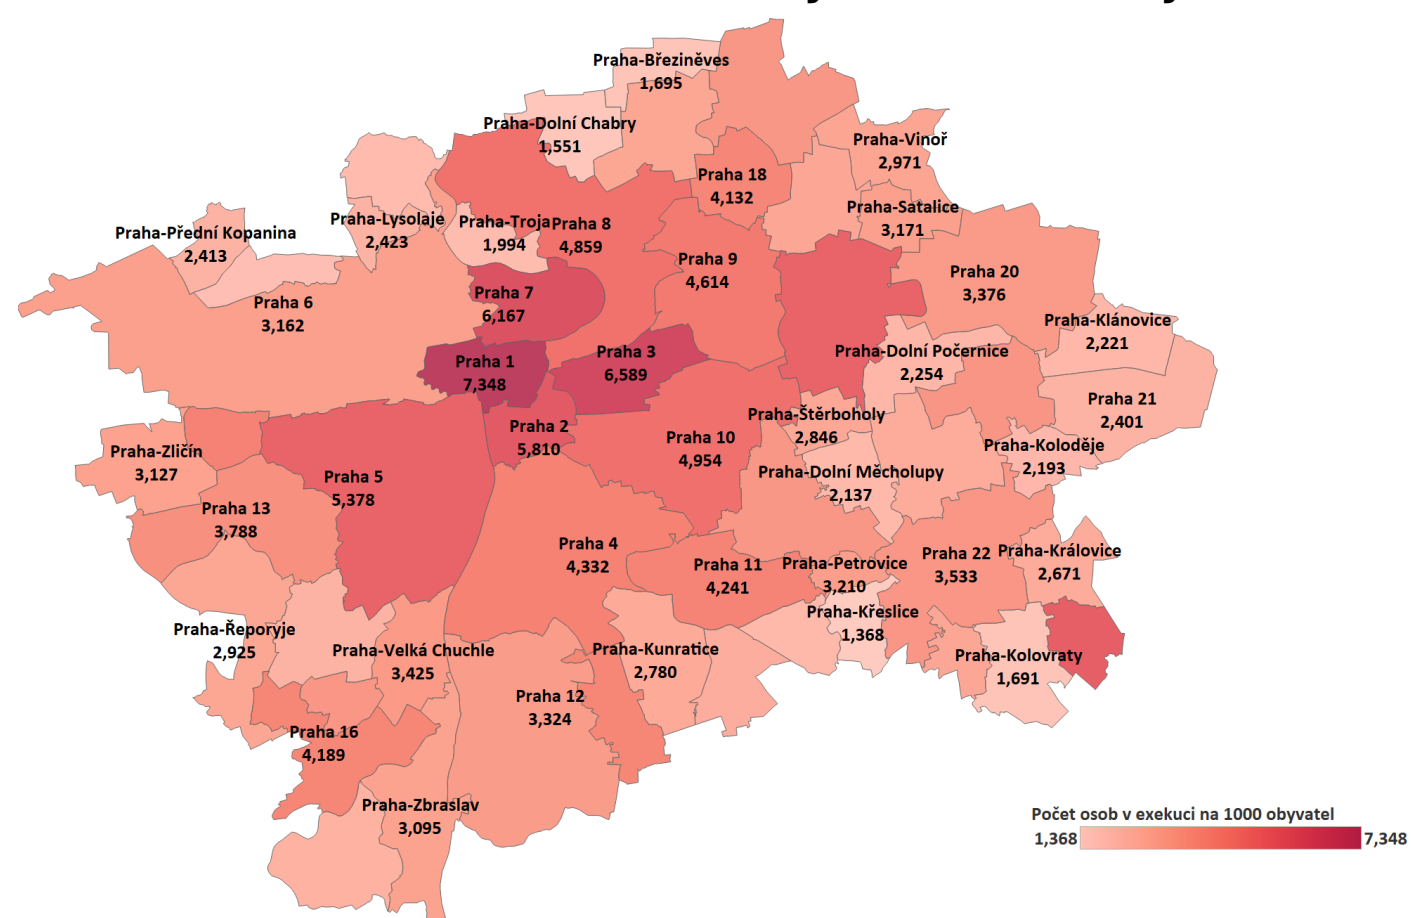 Praha-Březiněves
1,695
Praha-Dolní Chabry
1,551
Praha-Vinoř
2,971
Praha 18
4,132
Praha-Satalice
3,171
Praha-Lysolaje
2,423
Praha-Troja
1,994
Praha 8
4,859
Praha-Přední Kopanina
2,413
Praha 9
4,614
Praha 20
3,376
Praha 7
6,167
Praha 6
3,162
Praha-Klánovice
2,221
Praha 1
7,348
Praha 3
6,589
Praha-Dolní Počernice
2,254
Praha 21
2,401
Praha-Štěrboholy
2,846
Praha 2
5,810
Praha 10
4,954
Praha-Koloděje
2,193
Praha-Zličín
3,127
Praha-Dolní Měcholupy
2,137
Praha 5
5,378
Praha 13
3,788
Praha 4
4,332
Praha 11
4,241
Praha-Petrovice
3,210
Praha 22
3,533
Praha-Královice
2,671
Praha-Křeslice
1,368
Praha-Řeporyje
2,925
Praha-Velká Chuchle
3,425
Praha-Kunratice
2,780
Praha-Kolovraty
1,691
Praha 12
3,324
Praha 16
4,189
Praha-Zbraslav
3,095
Počet osob v exekuci na 1000 obyvatel
1,368
7,348